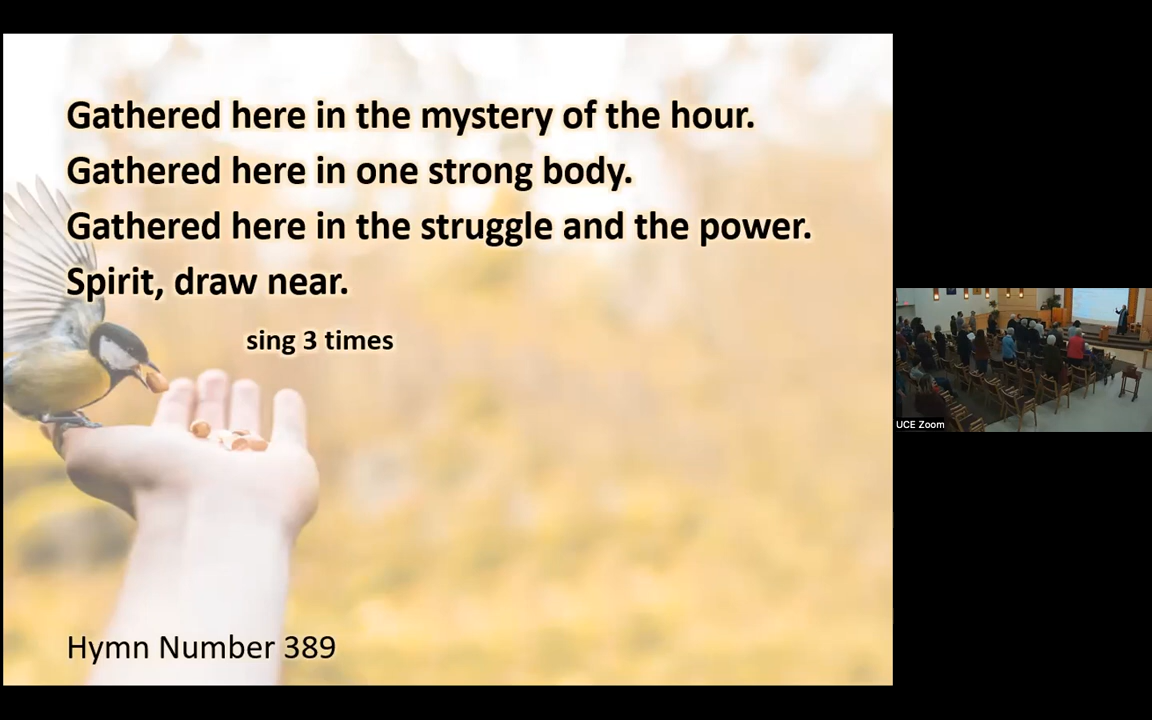 Gathered here in the mystery of the hour.
Gathered here in one strong body.
Gathered here in the struggle and the power.
Spirit, draw near.
sing 3 times
Hymn Number 389
UCE Zoom